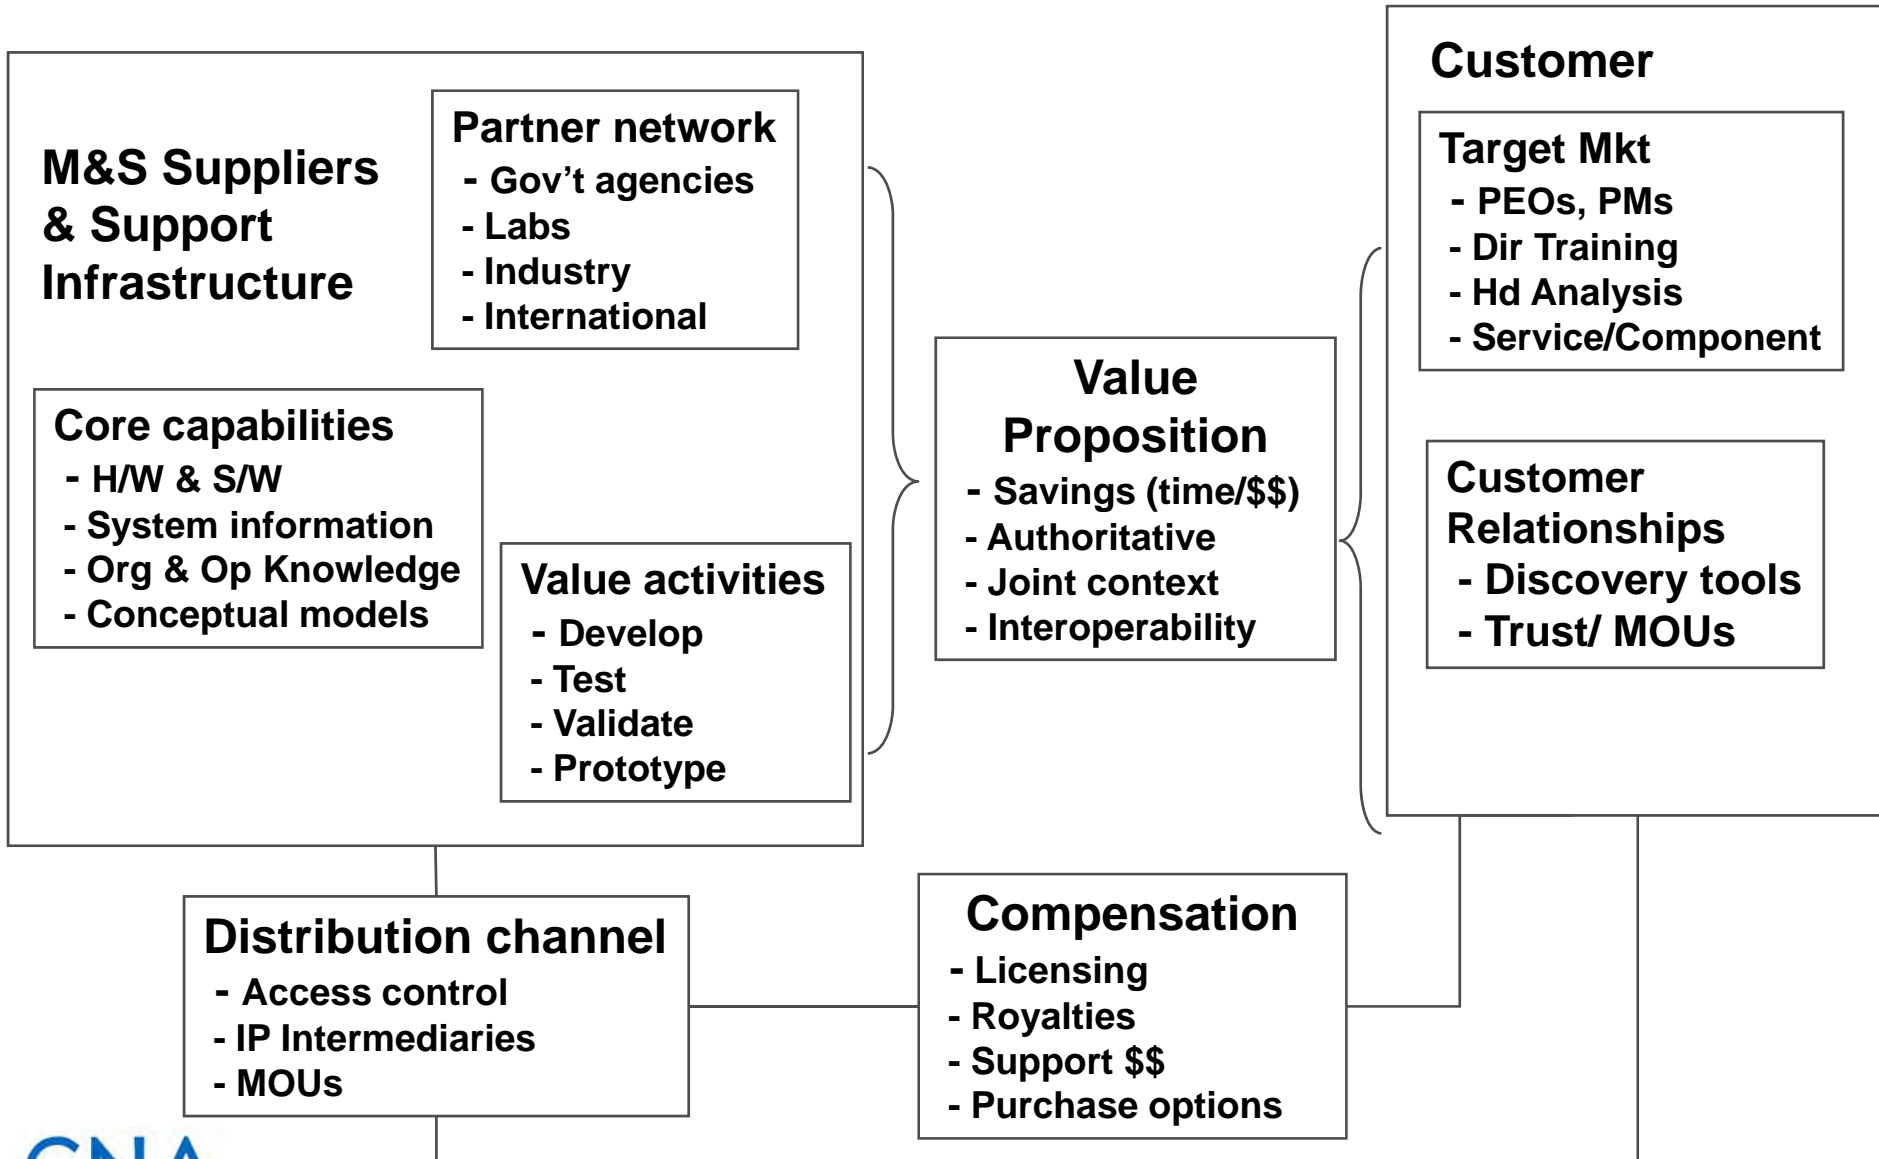 M&S Suppliers
& Support
Infrastructure
Partner network
- Gov't agencies
- Labs
- Industry
- International
Core capabilities
- H/W & S/W
- System information
- Org & Op Knowledge
- Conceptual models
Value activities
- Develop
- Test
- Validate
- Prototype
Value
Proposition
- Savings (time/$$)
- Authoritative
- Joint context
- Interoperability
Customer
Target Mkt
- PEOs, PMs
- Dir Training
- Hd Analysis
- Service/Component
Customer
Relationships
- Discovery tools
- Trust/ MOUs
Distribution channel
- Access control
- IP Intermediaries
- MOUs
Compensation
- Licensing
- Royalties
- Support $$
- Purchase options
CNA